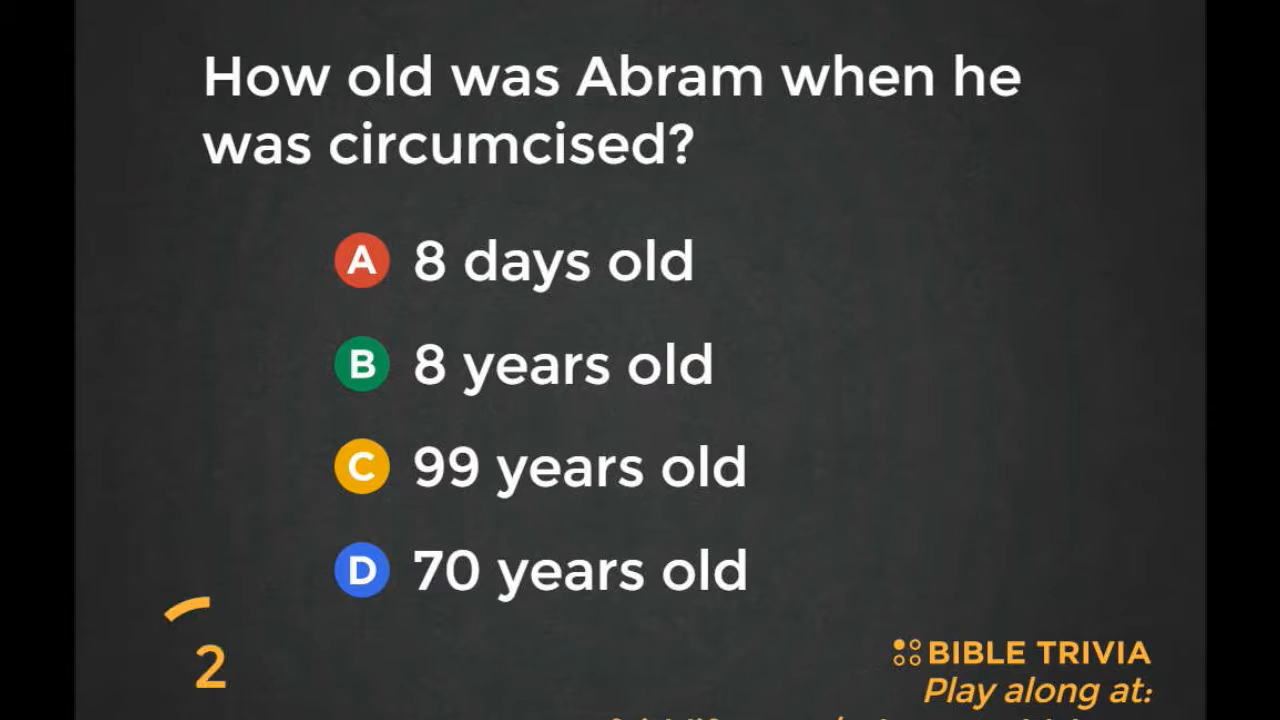 How old was Abram when he
was circumcised?
A 8 days old
B 8 years old
C 99 years old
D 70 years old
2
BIBLE TRIVIA
Play along at: